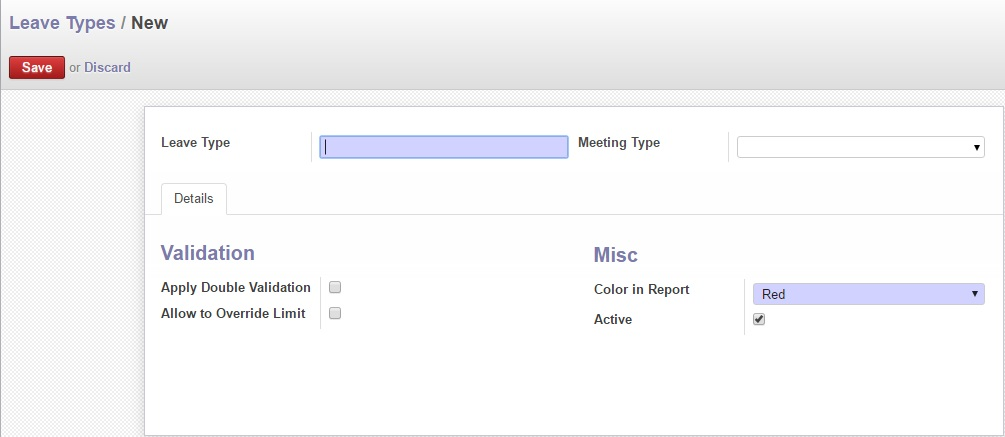 Leave Types / New
Save or Discard
Leave Type
Meeting Type
Details
Validation
Misc
Apply Double Validation
Color in Report Red
Allow to Override Limit
Active